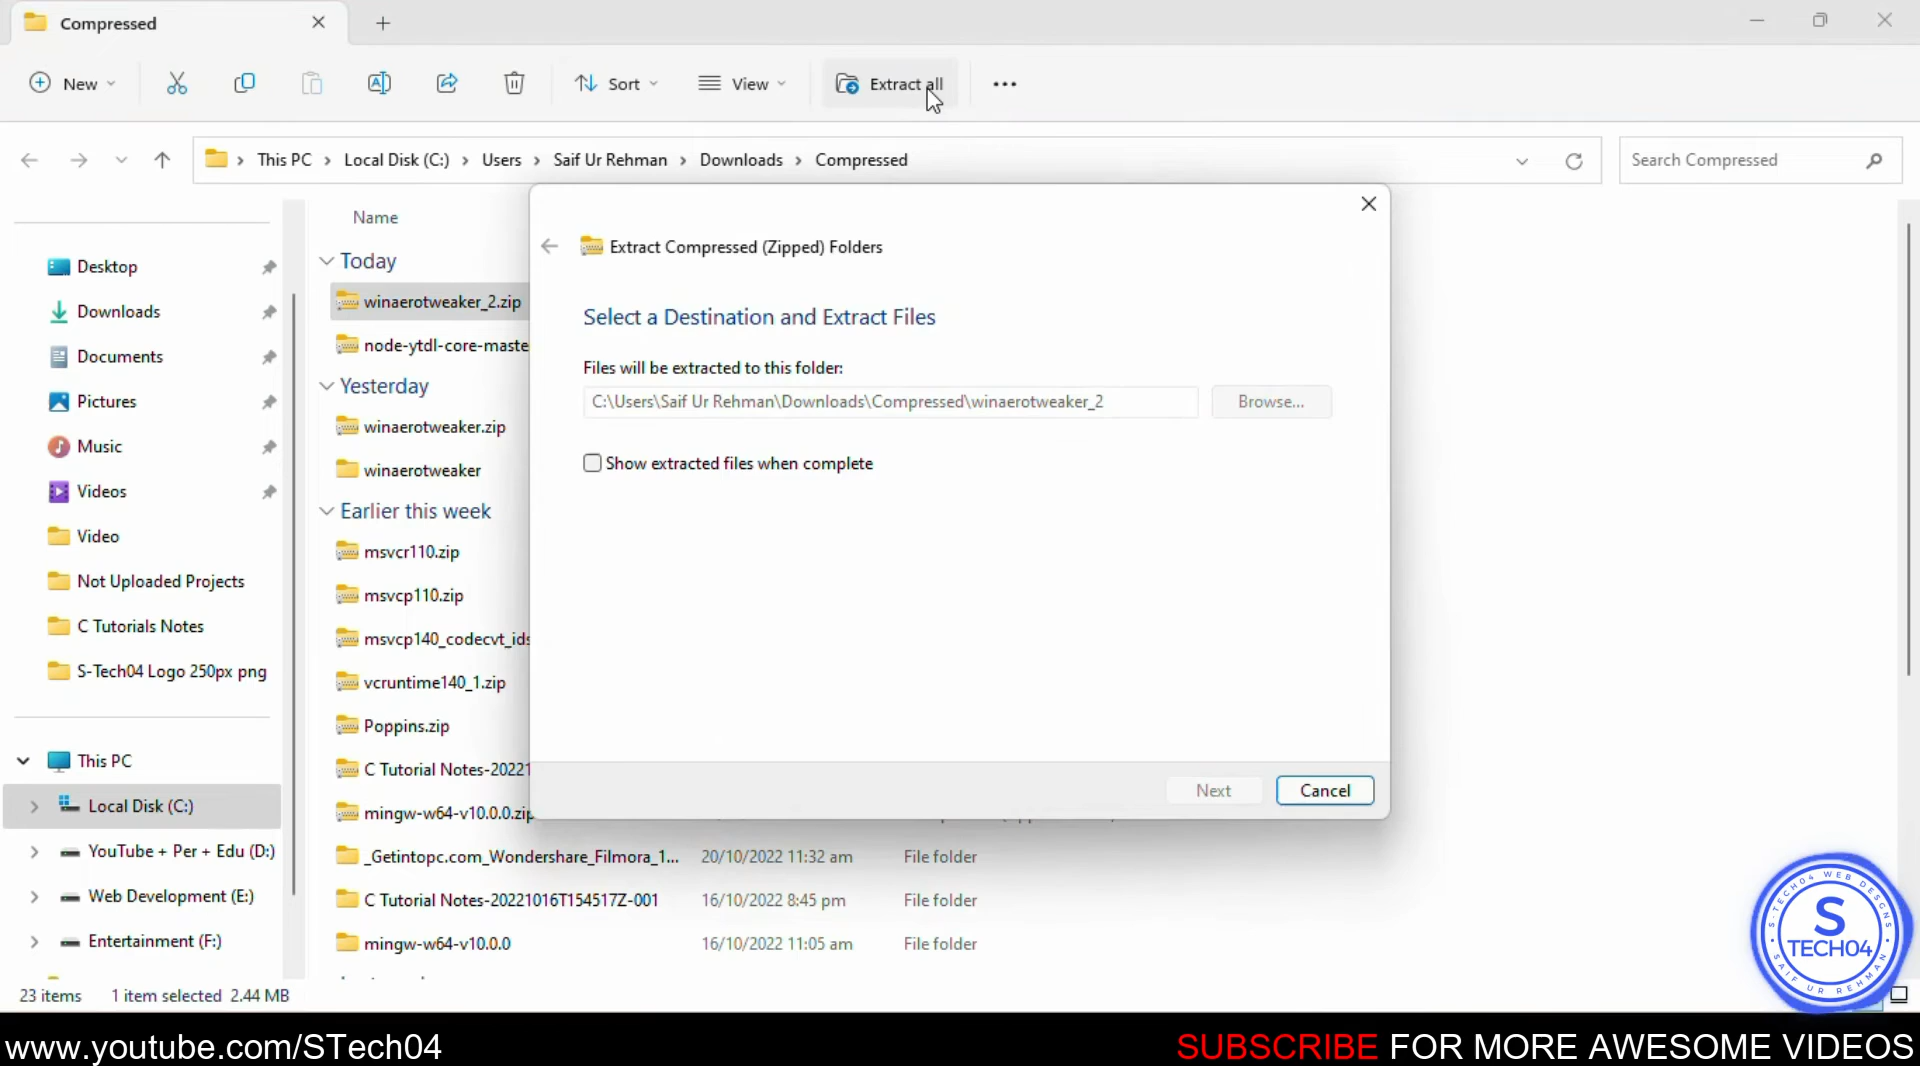 Compressed
New
Sort
View
Extract all
This PC
Local Disk (C:)
Users
Saif Ur Rehman
Downloads
Compressed
Search Compressed
Desktop
Downloads
Documents
Pictures
Music
Videos
Video
Not Uploaded Projects
C Tutorials Notes
S-Tech04 Logo 250px png
This PC
Local Disk (C:)
YouTube + Per + Edu (D:)
Web Development (E:)
Entertainment (F:)
Name
Today
winaerotweaker_2.zip
node-ytdl-core-maste
Yesterday
winaerotweaker.zip
winaerotweaker
Earlier this week
msvcr110.zip
msvcp110.zip
msvcp140_codecvt_ids
vcruntime140_1.zip
Poppins.zip
C Tutorial Notes-20221
mingw-w64-v10.0.0.zip
_Getintopc.com_Wondershare_Filmora_1... 20/10/2022 11:32 am File folder
C Tutorial Notes-20221016T154517Z-001 16/10/2022 8:45 pm File folder
mingw-w64-v10.0.0 16/10/2022 11:05 am File folder
Extract Compressed (Zipped) Folders
Select a Destination and Extract Files
Files will be extracted to this folder:
C:\Users\Saif Ur Rehman\Downloads\Compressed\winaerotweaker_2
Browse...
Show extracted files when complete
Next
Cancel
23 items 1 item selected 2.44 MB
S-TECH04 WEB DESGNS
S
TECH04
SAIF UR REHMAN
www.youtube.com/STech04
SUBSCRIBE FOR MORE AWESOME VIDEOS